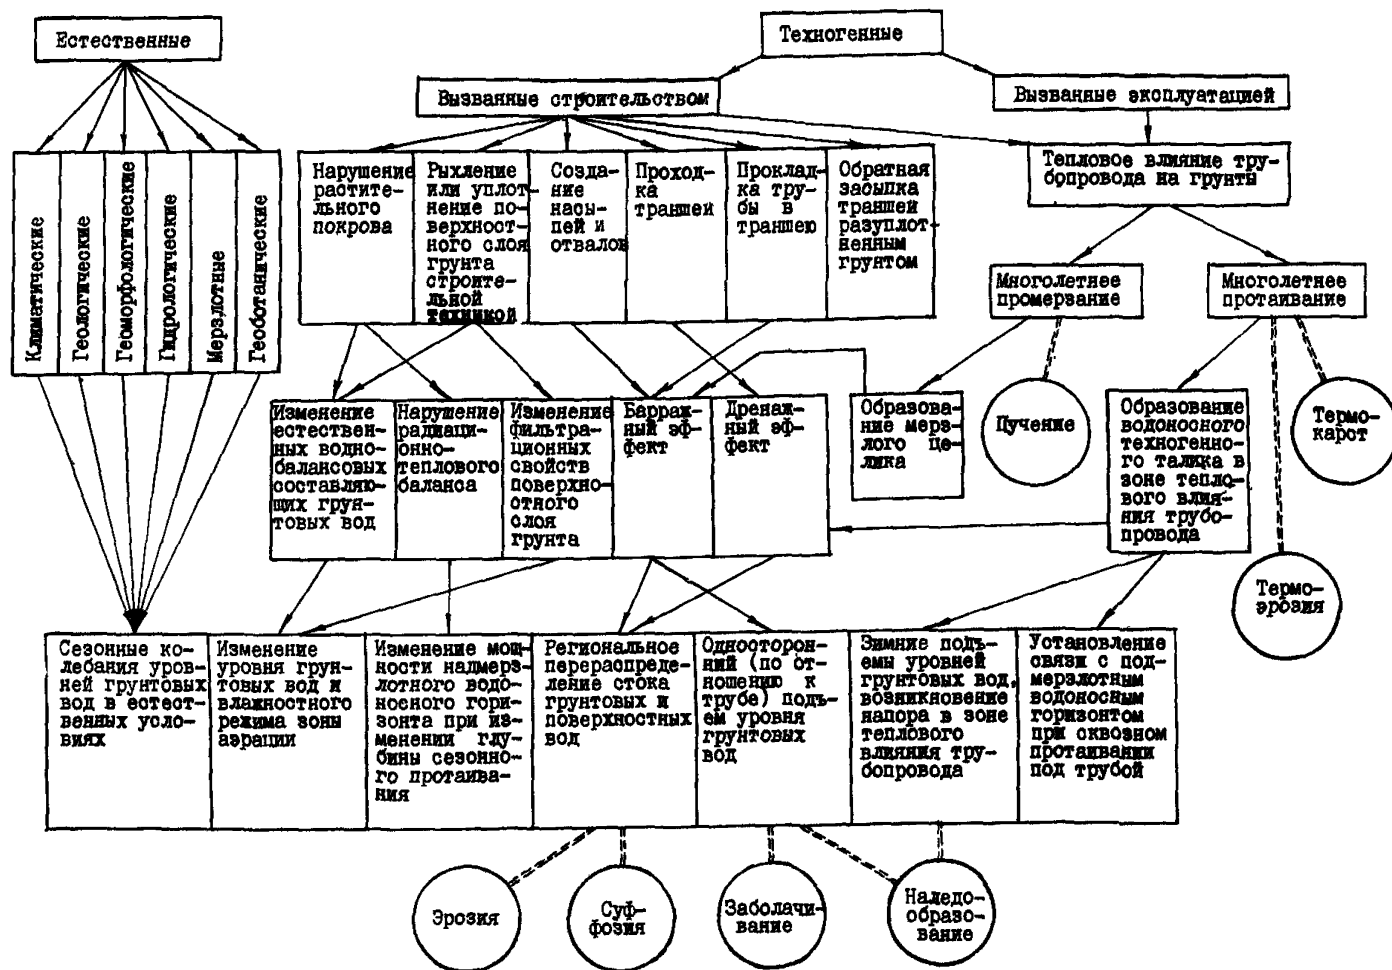 Естественные
Техногенные
Вызванные строительством
Вызванные эксплуатацией
Климатические
Геологические
Геоморфологические
Гидрологические
Мерзлотные
Геоботанические
Нарушение
растите-
льного
покрова
Рыхление
или уплот-
нение по-
верхност-
ного слоя
грунта
строите-
льной
техникой
Созда-
ние
насы-
пей и
отвалов
Проход-
ка
траншей
Проклад-
ка тру-
бы в
траншею
Обратная
засыпка
траншей
разуплот-
ненным
грунтом
Тепловое влияние тру-
бопровода на грунты
Многолетнее
промерзание
Многолетнее
протаивание
Изменение
естествен-
ных водно-
балансовых
составляю-
щих грун-
товых вод
Нарушение
радиаци-
онно-
теплового
баланса
Изменение
фильтра-
ционных
свойств
поверхно-
стного
слоя
грунта
Барраж-
ный эф-
фект
Дренаж-
ный эф-
фект
Образова-
ние мерз-
лого це-
лика
Пучение
Образование
водоносного
техногенно-
го талика в
зоне тепло-
вого влия-
ния трубо-
провода
Термо-
карст
Термо-
эрозия
Сезонные ко-
лебания уров-
ней грунтовых
вод в естест-
венных усло-
виях
Изменение
уровня грун-
товых вод и
влажностного
режима зоны
аэрации
Изменение мощ-
ности надмерз-
лотного водо-
носного гори-
зонта при из-
менении глу-
бины сезонно-
го протаива-
ния
Региональное
перераспреде-
ление стока
грунтовых и
поверхностных
вод
Односторон-
ний (по от-
ношению к
трубе) подъ-
ем уровня
грунтовых
вод
Зимние подъ-
емы уровней
грунтовых вод,
возникновение
напора в зоне
теплового
влияния тру-
бопровода
Установление
связи с под-
мерзлотным
водоносным
горизонтом
при сквозном
протаивании
под трубой
Эрозия
Суф-
фозия
Заболачи-
вание
Наледо-
образо-
вание